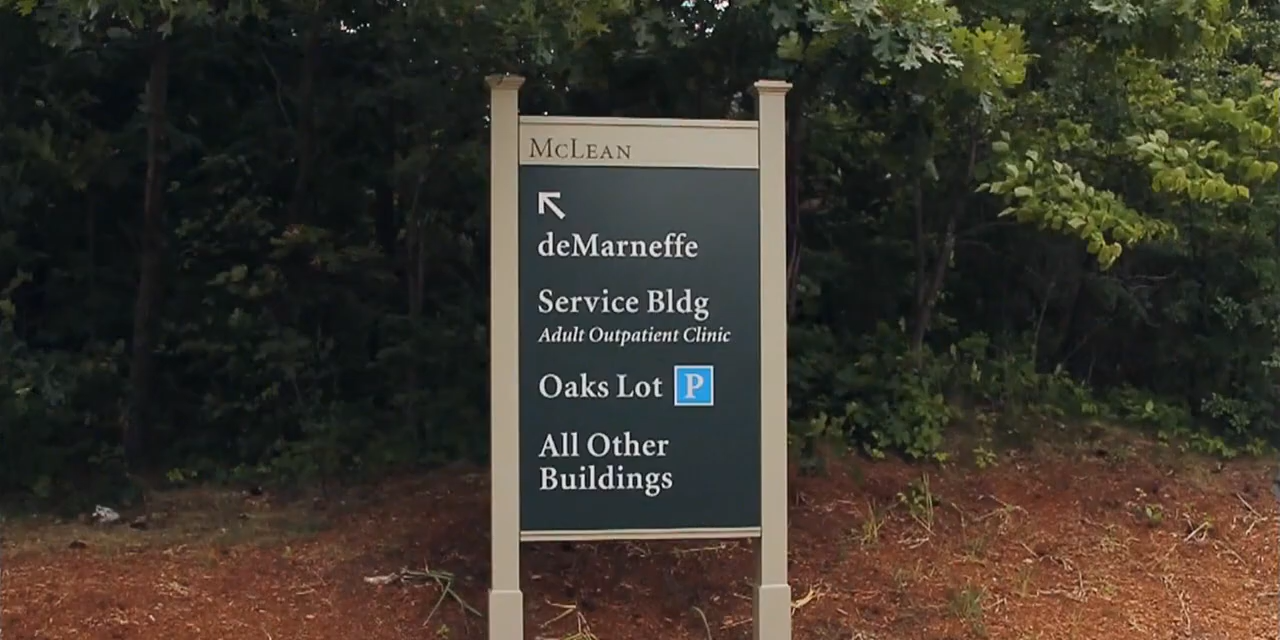 McLean
deMarneffe
Service Bldg
Adult Outpatient Clinic
Oaks Lot P
All Other
Buildings